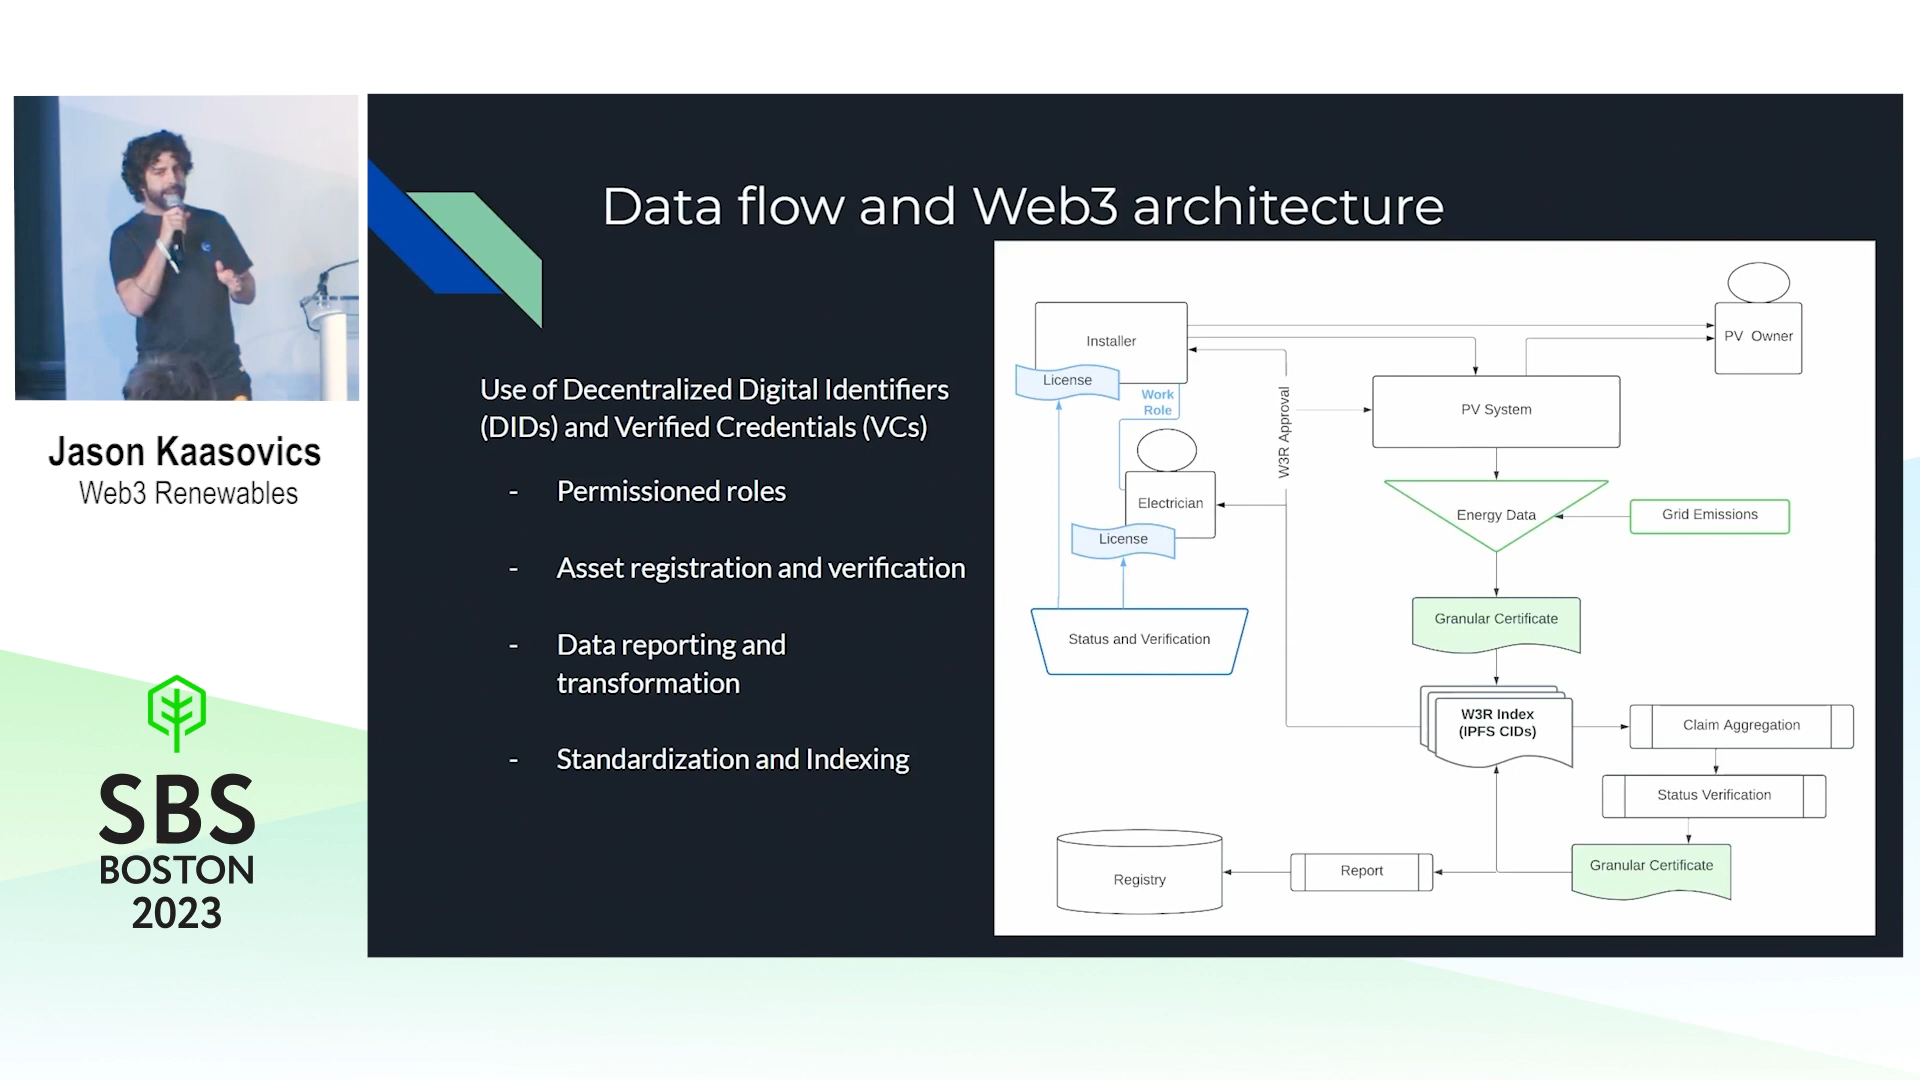 Data flow and Web3 architecture
Jason Kaasovics
Web3 Renewables
SBS
BOSTON
2023
Use of Decentralized Digital Identifiers
(DIDs) and Verified Credentials (VCs)
- Permissioned roles
- Asset registration and verification
- Data reporting and
transformation
- Standardization and Indexing
Installer
License
Work
Role
Electrician
License
Status and Verification
W3R Approval
PV Owner
PV System
Energy Data
Grid Emissions
Granular Certificate
W3R Index
(IPFS CIDs)
Claim Aggregation
Status Verification
Granular Certificate
Report
Registry